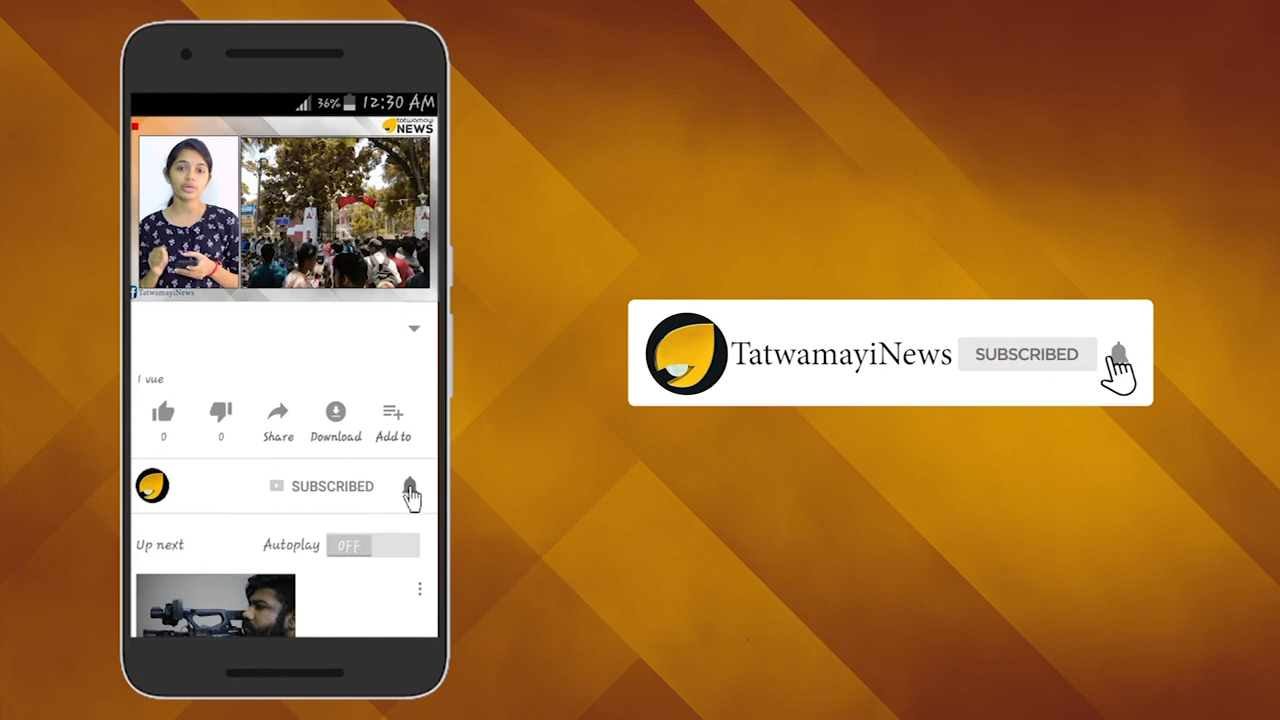 36% 12:30 AM
tatwamayi
NEWS
f TatwamayiNews
1 vue
0 0 Share Download Add to
SUBSCRIBED
Up next Autoplay OFF
TatwamayiNews SUBSCRIBED